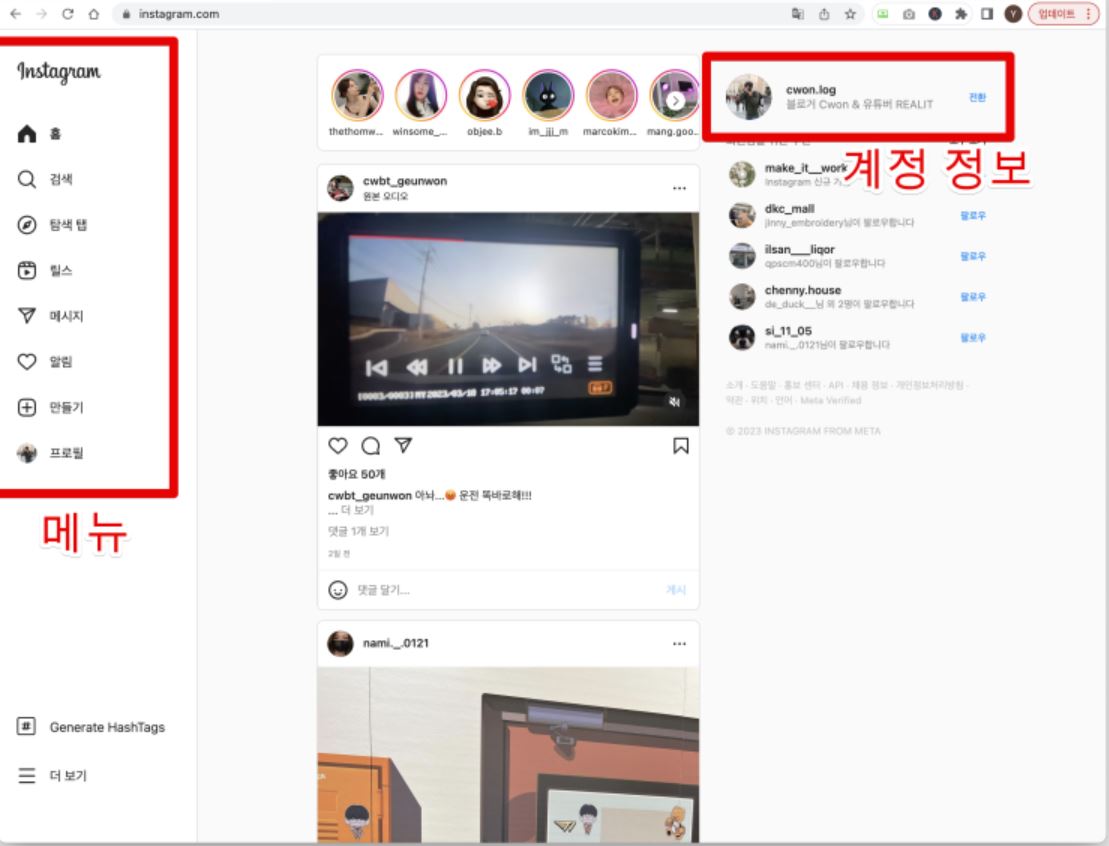 instagram.com
업데이트
Instagram
홈
검색
탐색 탭
릴스
메시지
알림
만들기
프로필
메뉴
Generate HashTags
더 보기
thethomw... winsome_... objee.b im_jjj_m marcokim... mang.goo...
cwbt_geunwon
원본 오디오
[0003/0003] MY 2023/03/18 17:05:17 00:07
좋아요 50개
cwbt_geunwon 아놔...😡 운전 똑바로해!!!
... 더 보기
댓글 1개 보기
2일 전
댓글 달기...
게시
nami._.0121
cwon.log
블로거 Cwon & 유튜버 REALIT
전환
계정 정보
make_it__work
Instagram 신규 가
dkc_mall
jinny_embroidery님이 팔로우합니다
팔로우
ilsan___liqor
qpscm400님이 팔로우합니다
팔로우
chenny.house
de_duck__님 외 2명이 팔로우합니다
팔로우
si_11_05
nami._.0121님이 팔로우합니다
팔로우
소개 · 도움말 · 홍보 센터 · API · 채용 정보 · 개인정보처리방침 ·
약관 · 위치 · 언어 · Meta Verified
© 2023 INSTAGRAM FROM META